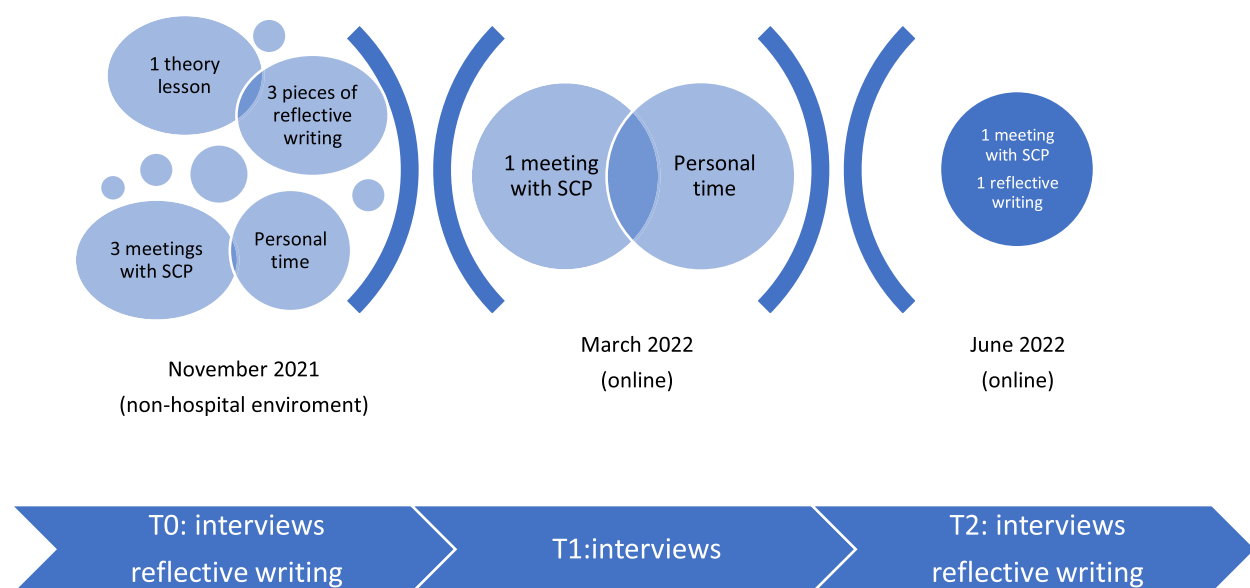 1 theory
lesson
3 pieces of
reflective
writing
3 meetings
with SCP
Personal
time
November 2021
(non-hospital enviroment)
1 meeting
with SCP
Personal
time
March 2022
(online)
1 meeting
with SCP
1 reflective
writing
June 2022
(online)
T0: interviews
reflective writing
T1:interviews
T2: interviews
reflective writing